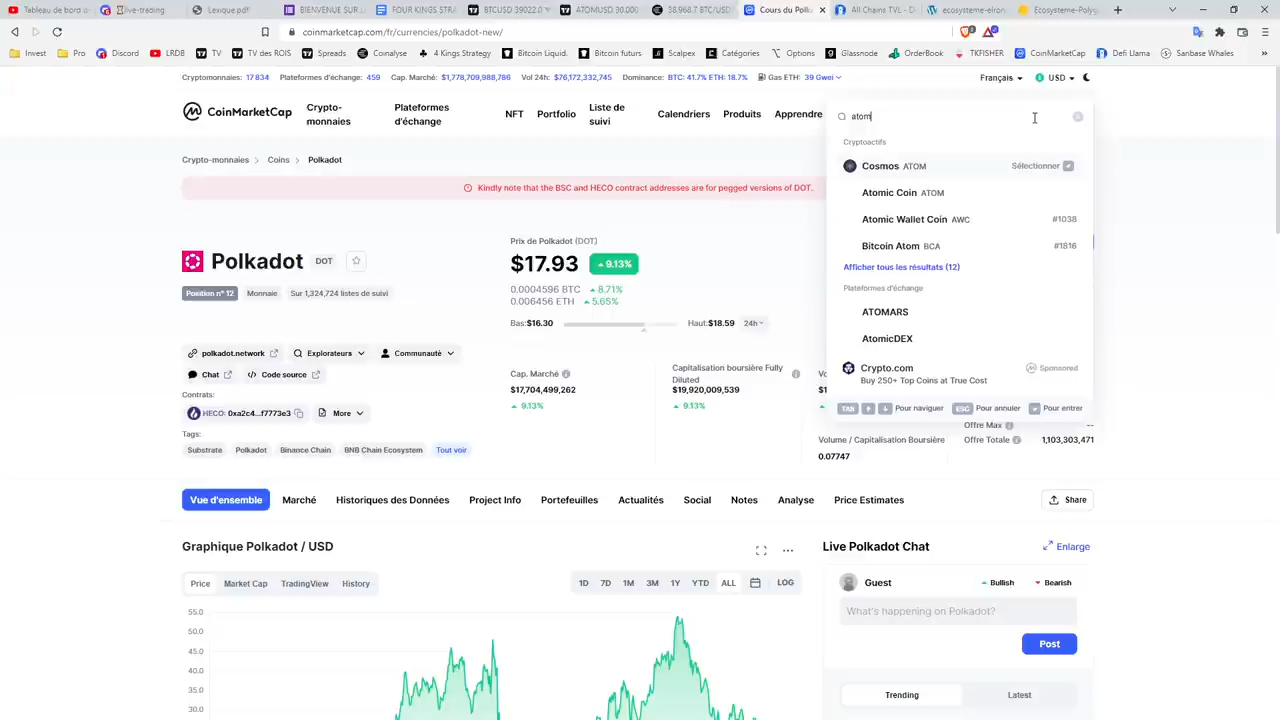 Tableau de bord d
live-trading
Lexique.pdf
BIENVENUE SUR
FOUR KINGS STRA
BTCUSD 39022.0
ATOMUSD 30.000
38,968.7 BTC/USD
Cours du Polka
All Chains TVL - D
ecosysteme-elron
Ecosysteme-Polyg
coinmarketcap.com/fr/currencies/polkadot-new/
Invest
Pro
Discord
LRDB
TV
TV des ROIS
Spreads
Coinalyse
4 Kings Strategy
Bitcoin Liquid.
Bitcoin futurs
Scalpex
Catégories
Options
Glassnode
OrderBook
TKFISHER
CoinMarketCap
Defi Llama
Sanbase Whales
Cryptomonnaies: 17 834
Plateformes d'échange: 459
Cap. Marché: $1,778,709,988,786
Vol 24h: $76,172,332,745
Dominance: BTC: 41.7% ETH: 18.7%
Gas ETH: 39 Gwei
Français
USD
CoinMarketCap
Crypto-monnaies
Plateformes d'échange
NFT
Portfolio
Liste de suivi
Calendriers
Produits
Apprendre
atom
Cryptoactifs
Cosmos ATOM
Sélectionner
Atomic Coin ATOM
Atomic Wallet Coin AWC
#1038
Bitcoin Atom BCA
#1816
Afficher tous les résultats (12)
Plateformes d'échange
ATOMARS
AtomicDEX
Crypto.com
Sponsored
Buy 250+ Top Coins at True Cost
TAB
Pour naviguer
ESC
Pour annuler
Pour entrer
Crypto-monnaies
Coins
Polkadot
Kindly note that the BSC and HECO contract addresses are for pegged versions of DOT.
Polkadot
DOT
Position n° 12
Monnaie
Sur 1,324,724 listes de suivi
Prix de Polkadot (DOT)
$17.93
9.13%
0.0004596 BTC
8.71%
0.006456 ETH
5.65%
Bas:$16.30
Haut:$18.59
24h
polkadot.network
Explorateurs
Communauté
Chat
Code source
Contrats:
HECO: 0xa2c4...f7773e3
More
Tags:
Substrate
Polkadot
Binance Chain
BNB Chain Ecosystem
Tout voir
Cap. Marché
$17,704,499,262
9.13%
Capitalisation boursière Fully
Diluted
$19,920,009,539
9.13%
Volume / Capitalisation Boursière
0.07747
Offre Max
--
Offre Totale
1,103,303,471
Vue d'ensemble
Marché
Historiques des Données
Project Info
Portefeuilles
Actualités
Social
Notes
Analyse
Price Estimates
Share
Graphique Polkadot / USD
Price
Market Cap
TradingView
History
1D
7D
1M
3M
1Y
YTD
ALL
LOG
55.0
50.0
45.0
40.0
35.0
30.0
Live Polkadot Chat
Enlarge
Guest
Bullish
Bearish
What's happening on Polkadot?
Post
Trending
Latest